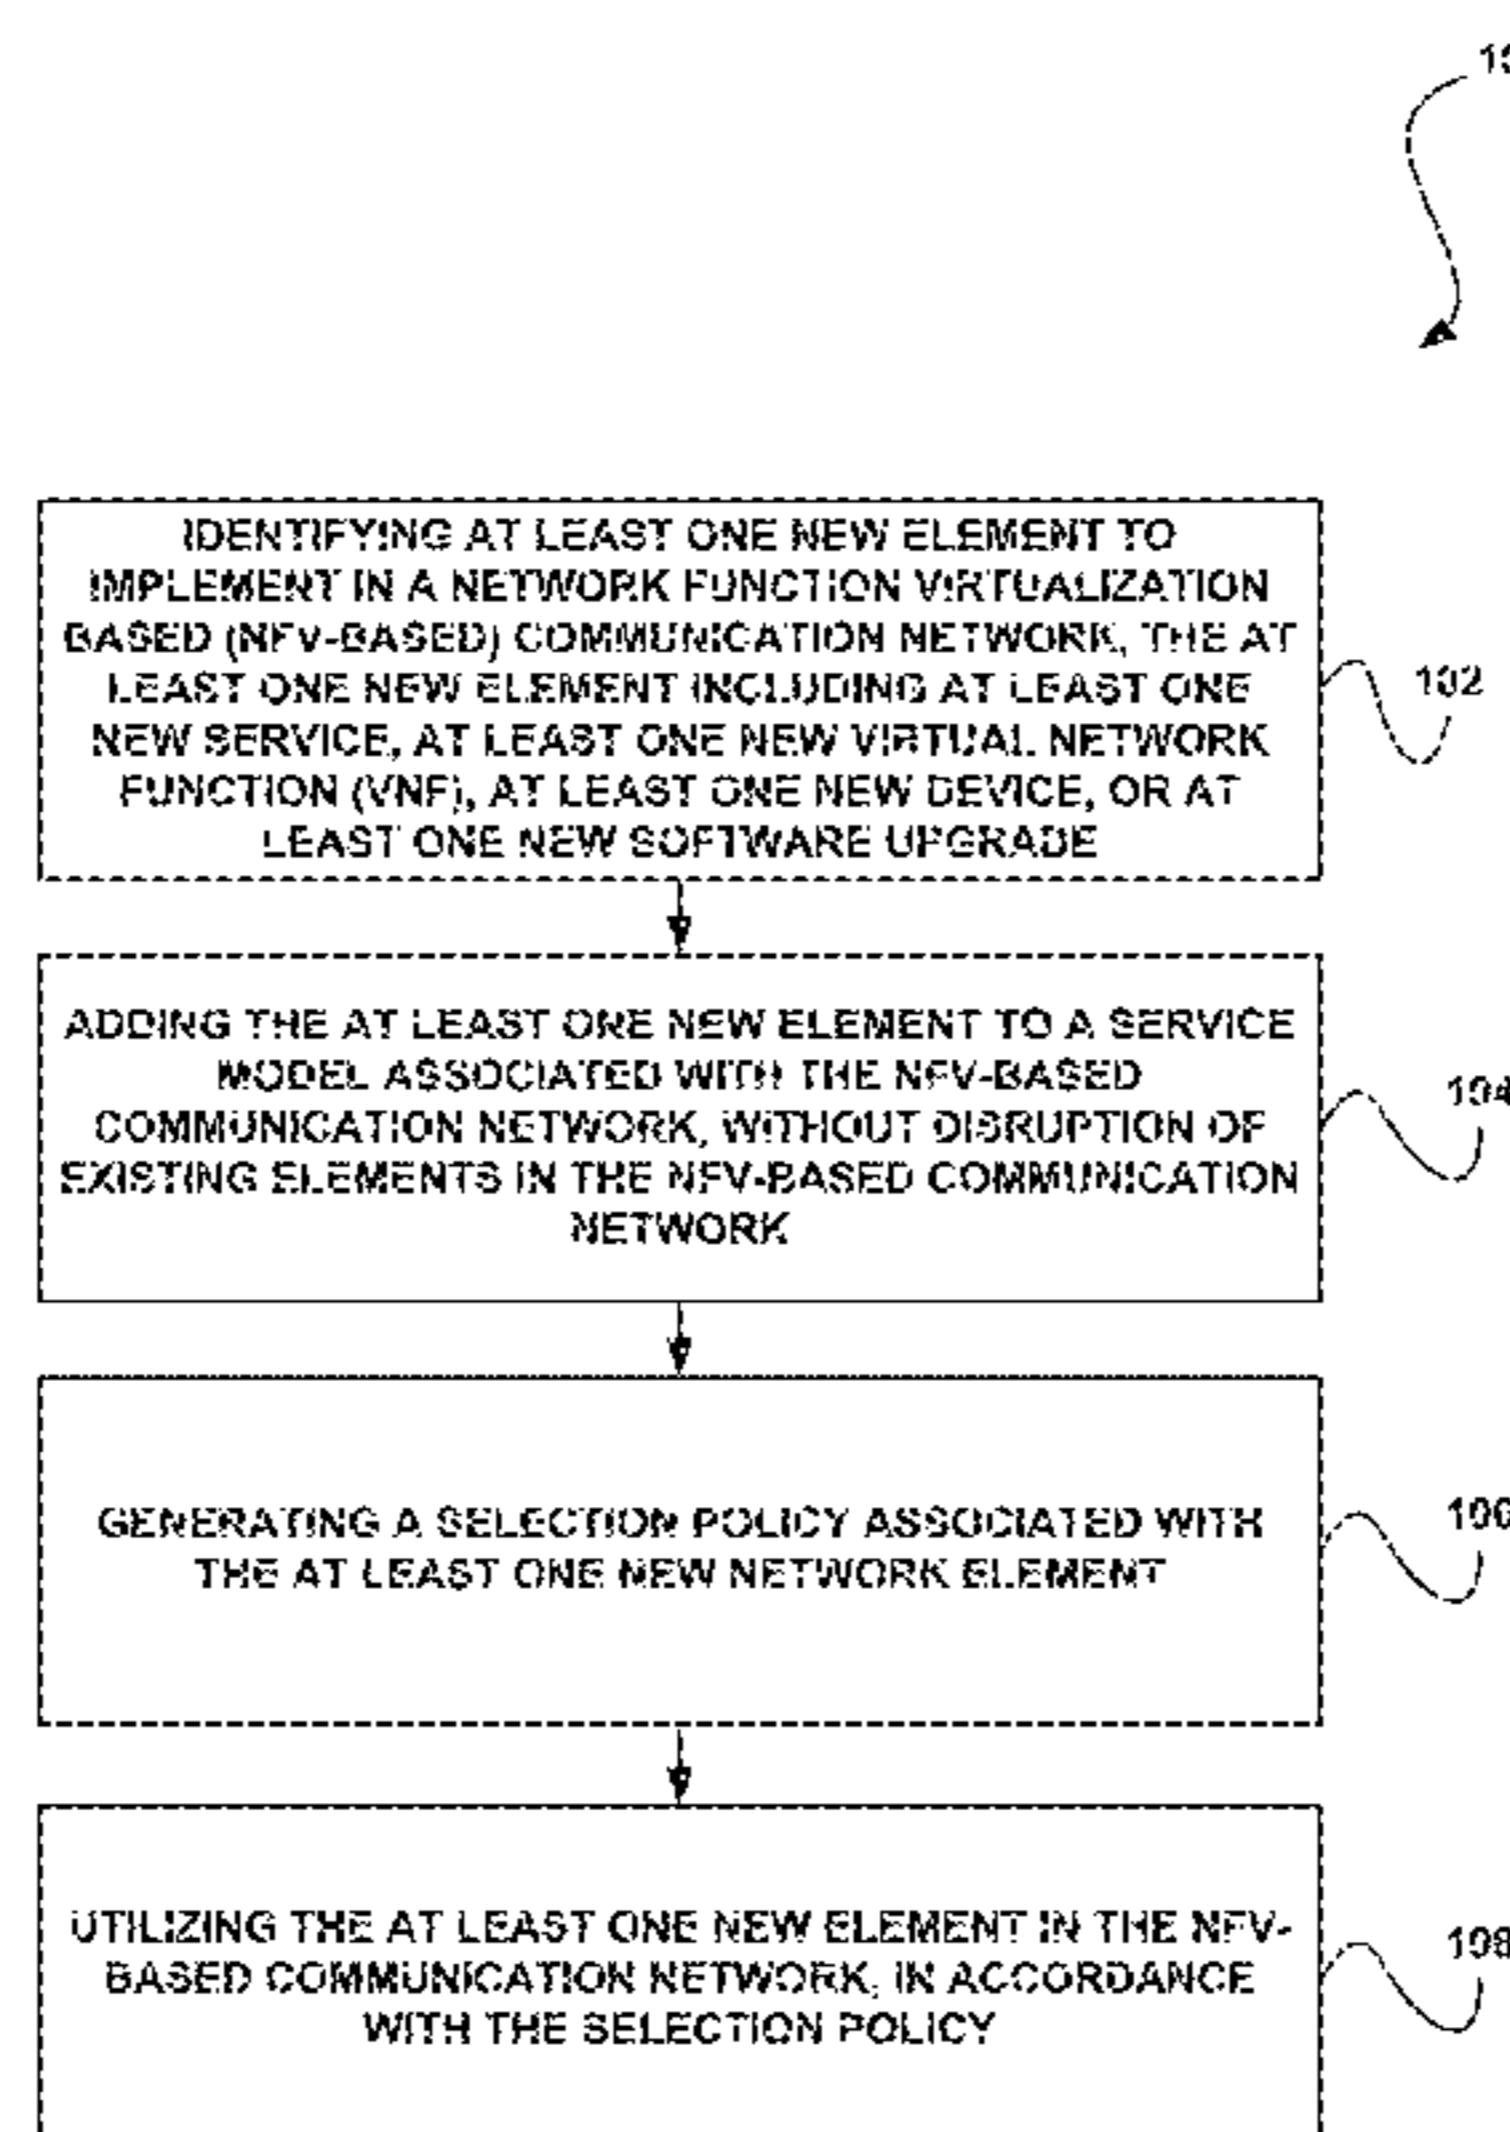 IDENTIFYING AT LEAST ONE NEW ELEMENT TO
IMPLEMENT IN A NETWORK FUNCTION VIRTUALIZATION
BASED (NFV-BASED) COMMUNICATION NETWORK, THE AT
LEAST ONE NEW ELEMENT INCLUDING AT LEAST ONE
NEW SERVICE, AT LEAST ONE NEW VIRTUAL NETWORK
FUNCTION (VNF), AT LEAST ONE NEW DEVICE, OR AT
LEAST ONE NEW SOFTWARE UPGRADE
102
ADDING THE AT LEAST ONE NEW ELEMENT TO A SERVICE
MODEL ASSOCIATED WITH THE NFV-BASED
COMMUNICATION NETWORK, WITHOUT DISRUPTION OF
EXISTING ELEMENTS IN THE NFV-BASED COMMUNICATION
NETWORK
104
GENERATING A SELECTION POLICY ASSOCIATED WITH
THE AT LEAST ONE NEW NETWORK ELEMENT
106
UTILIZING THE AT LEAST ONE NEW ELEMENT IN THE NFV-
BASED COMMUNICATION NETWORK, IN ACCORDANCE
WITH THE SELECTION POLICY
108